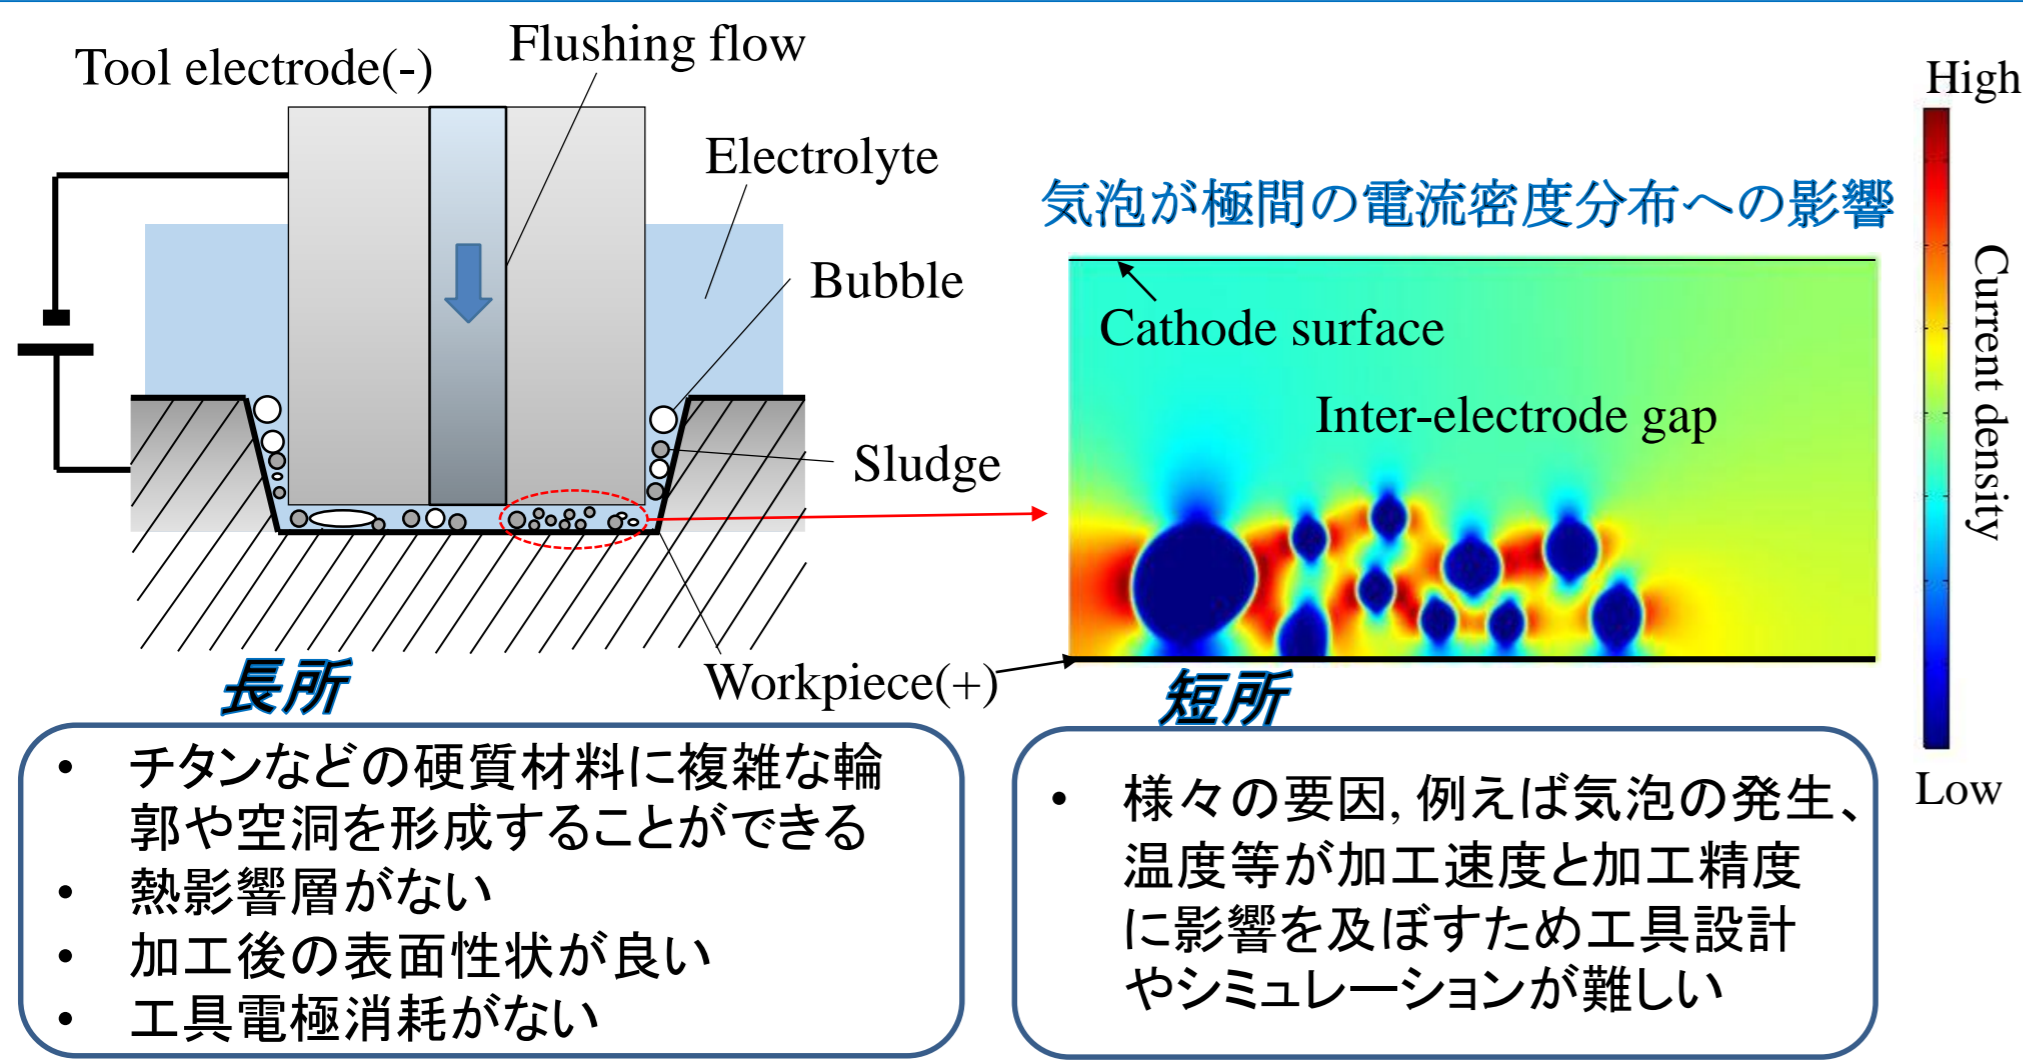 Tool electrode(-)
Flushing flow
Electrolyte
Bubble
Sludge
Workpiece(+)
気泡が極間の電流密度分布への影響
Cathode surface
Inter-electrode gap
High
Current density
Low
長所
• チタンなどの硬質材料に複雑な輪
郭や空洞を形成することができる
• 熱影響層がない
• 加工後の表面性状が良い
• 工具電極消耗がない
短所
• 様々の要因, 例えば気泡の発生、
温度等が加工速度と加工精度
に影響を及ぼすため工具設計
やシミュレーションが難しい